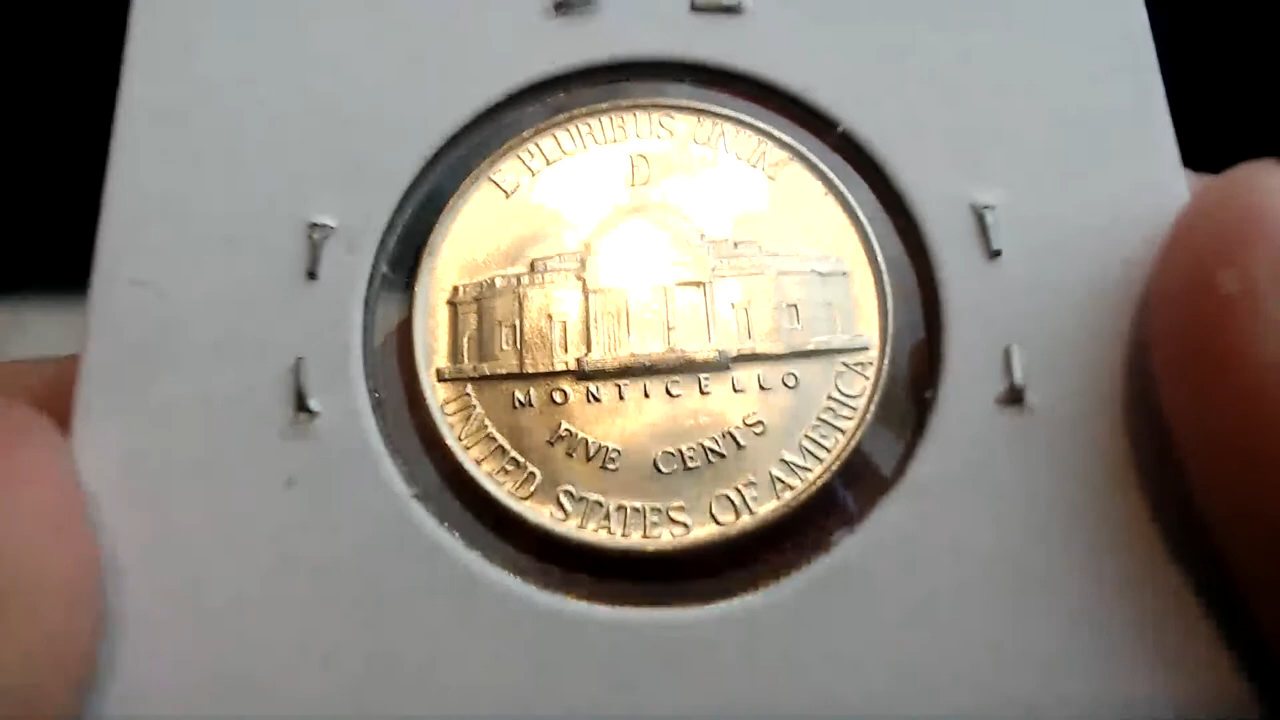 E PLURIBUS UNUM
D
MONTICELLO
FIVE CENTS
UNITED STATES OF AMERICA